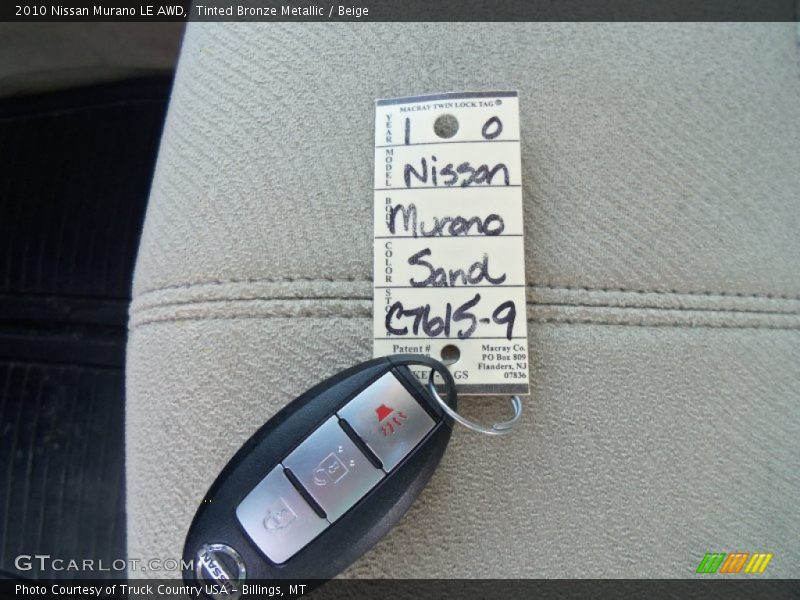 2010 Nissan Murano LE AWD, Tinted Bronze Metallic / Beige
MACRAY TWIN LOCK TAG®
YEAR 1 0
MODEL Nissan
BODY Murano
COLOR Sand
C7615-9
Patent #
Macray Co.
PO Box 809
Flanders, NJ
07836
NISSAN
GTCARLOT.COM
Photo Courtesy of Truck Country USA - Billings, MT